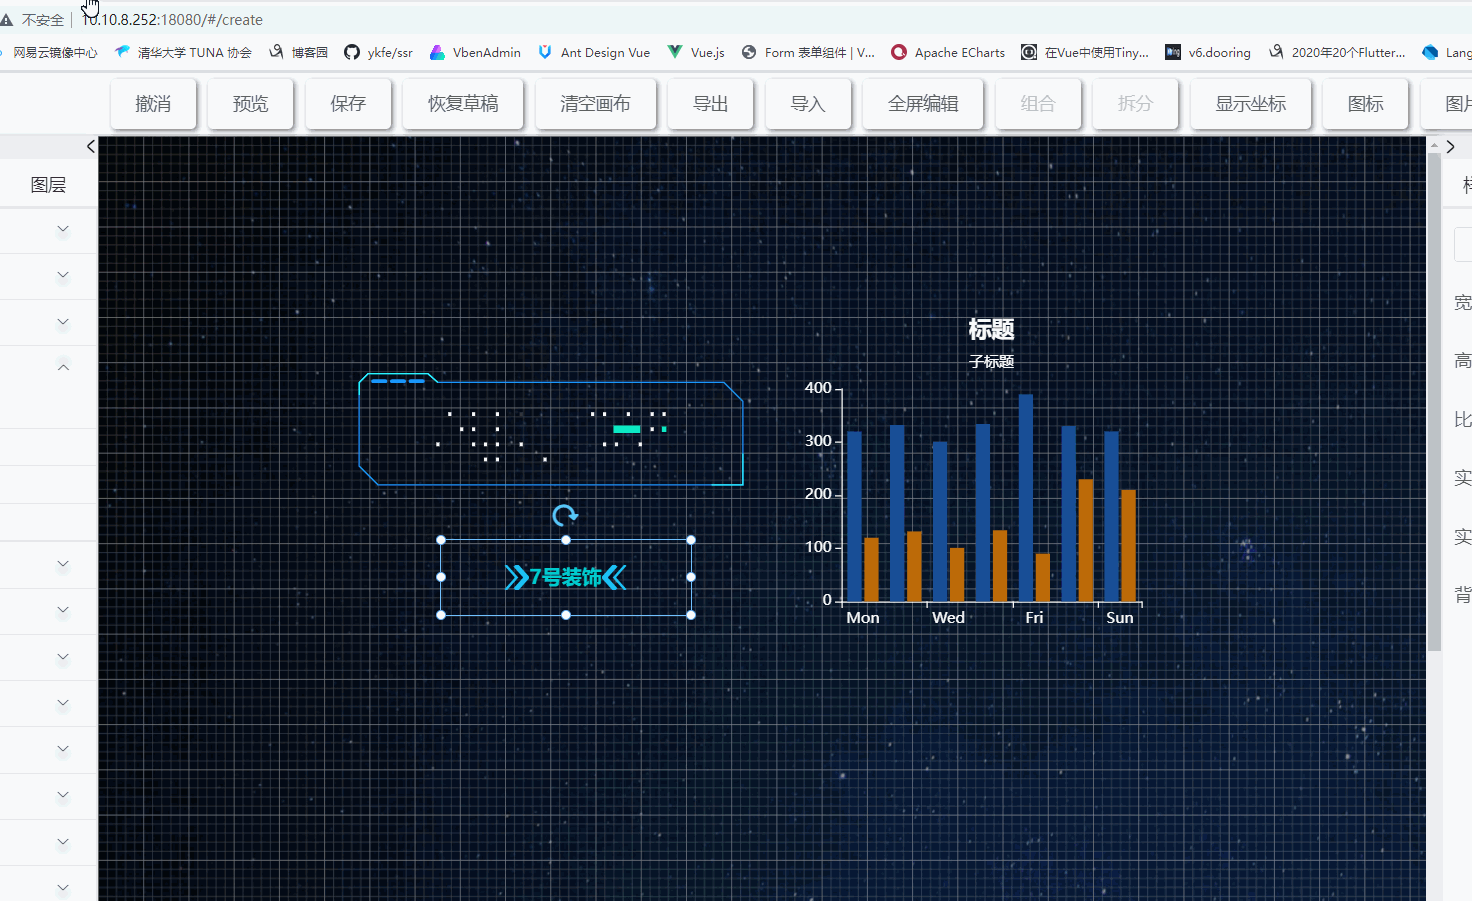 不安全 | 10.10.8.252:18080/#/create
网易云镜像中心 清华大学 TUNA 协会 博客园 ykfe/ssr VbenAdmin Ant Design Vue Vue.js Form 表单组件 | V... Apache ECharts 在Vue中使用Tiny... v6.dooring 2020年20个Flutter... Lang
撤消 预览 保存 恢复草稿 清空画布 导出 导入 全屏编辑 组合 拆分 显示坐标 图标 图片
图层
标题
子标题
400
300
200
100
0
Mon Wed Fri Sun
7号装饰
宽
高
比
实
实
背